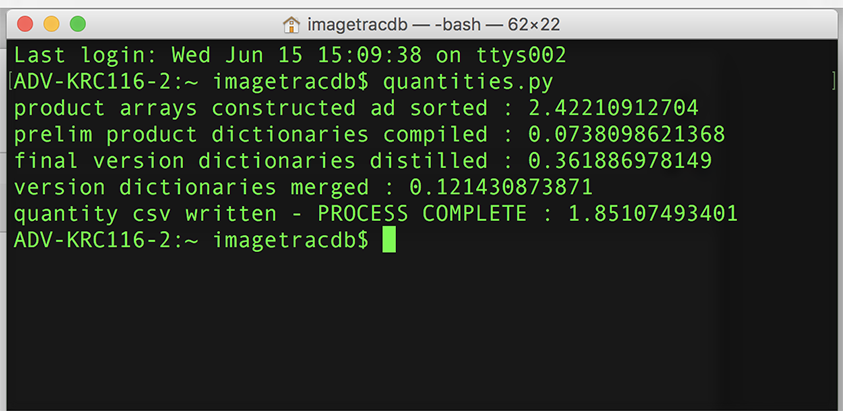 imagetracdb — -bash — 62×22
Last login: Wed Jun 15 15:09:38 on ttys002
[ADV-KRC116-2:~ imagetracdb$ quantities.py ]
product arrays constructed ad sorted : 2.42210912704
prelim product dictionaries compiled : 0.0738098621368
final version dictionaries distilled : 0.361886978149
version dictionaries merged : 0.121430873871
quantity csv written - PROCESS COMPLETE : 1.85107493401
ADV-KRC116-2:~ imagetracdb$